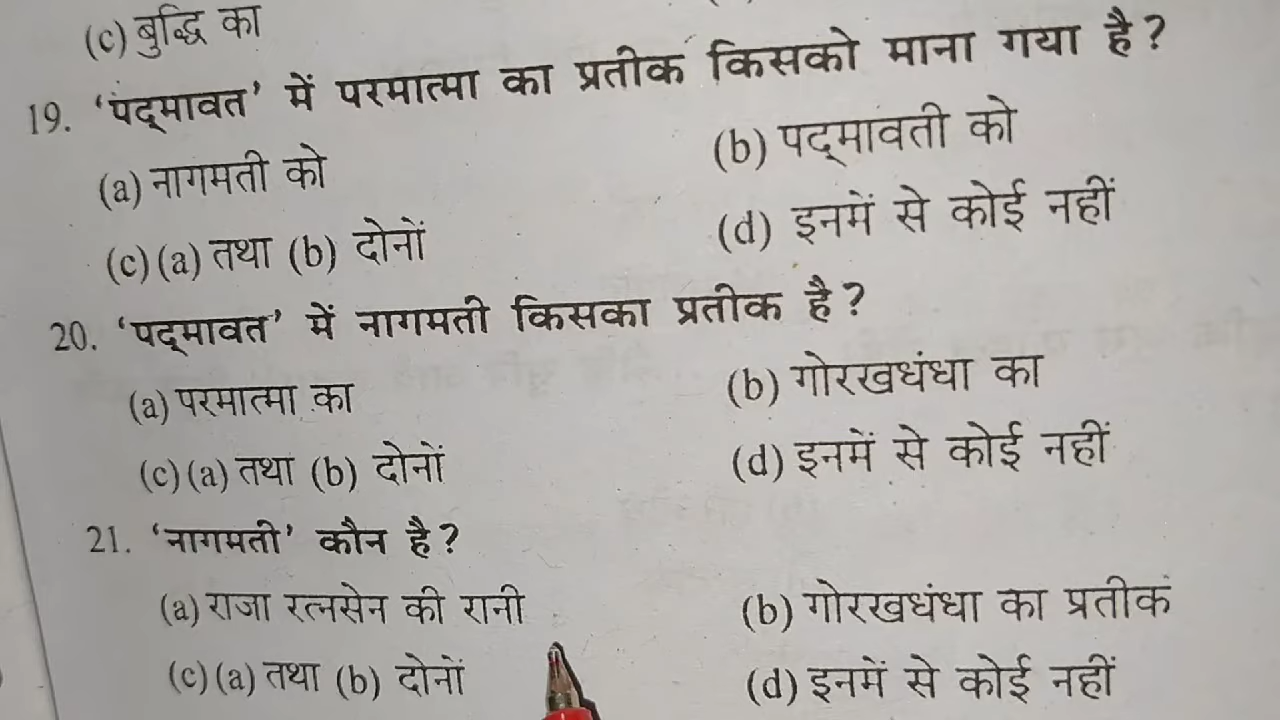 (c) बुद्धि का
19. ‘पद्मावत’ में परमात्मा का प्रतीक किसको माना गया है?
(a) नागमती को (b) पद्मावती को
(c) (a) तथा (b) दोनों (d) इनमें से कोई नहीं
20. ‘पद्मावत’ में नागमती किसका प्रतीक है?
(a) परमात्मा का (b) गोरखधंधा का
(c) (a) तथा (b) दोनों (d) इनमें से कोई नहीं
21. ‘नागमती’ कौन है?
(a) राजा रत्नसेन की रानी (b) गोरखधंधा का प्रतीक
(c) (a) तथा (b) दोनों (d) इनमें से कोई नहीं